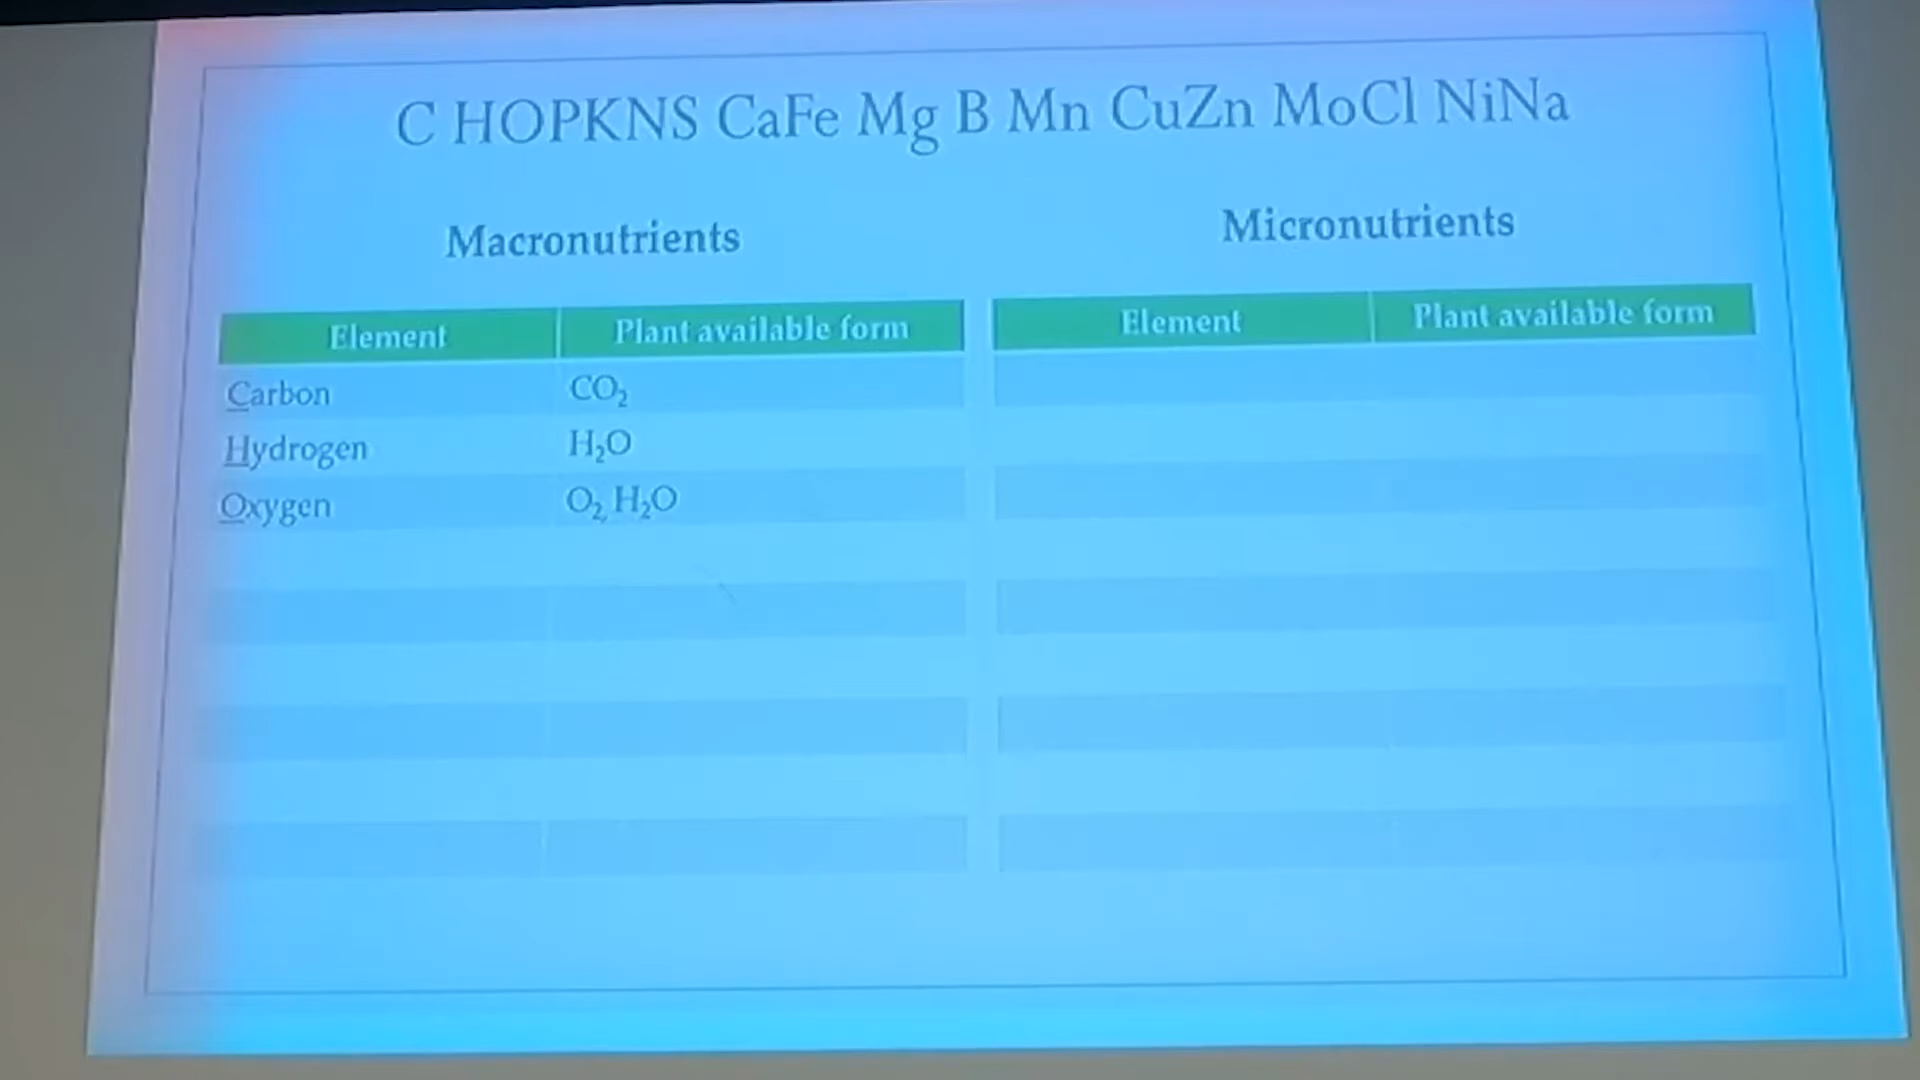 C HOPKNS CaFe Mg B Mn CuZn MoCl NiNa
Macronutrients
Element Plant available form
Carbon CO₂
Hydrogen H₂O
Oxygen O₂, H₂O
Micronutrients
Element Plant available form